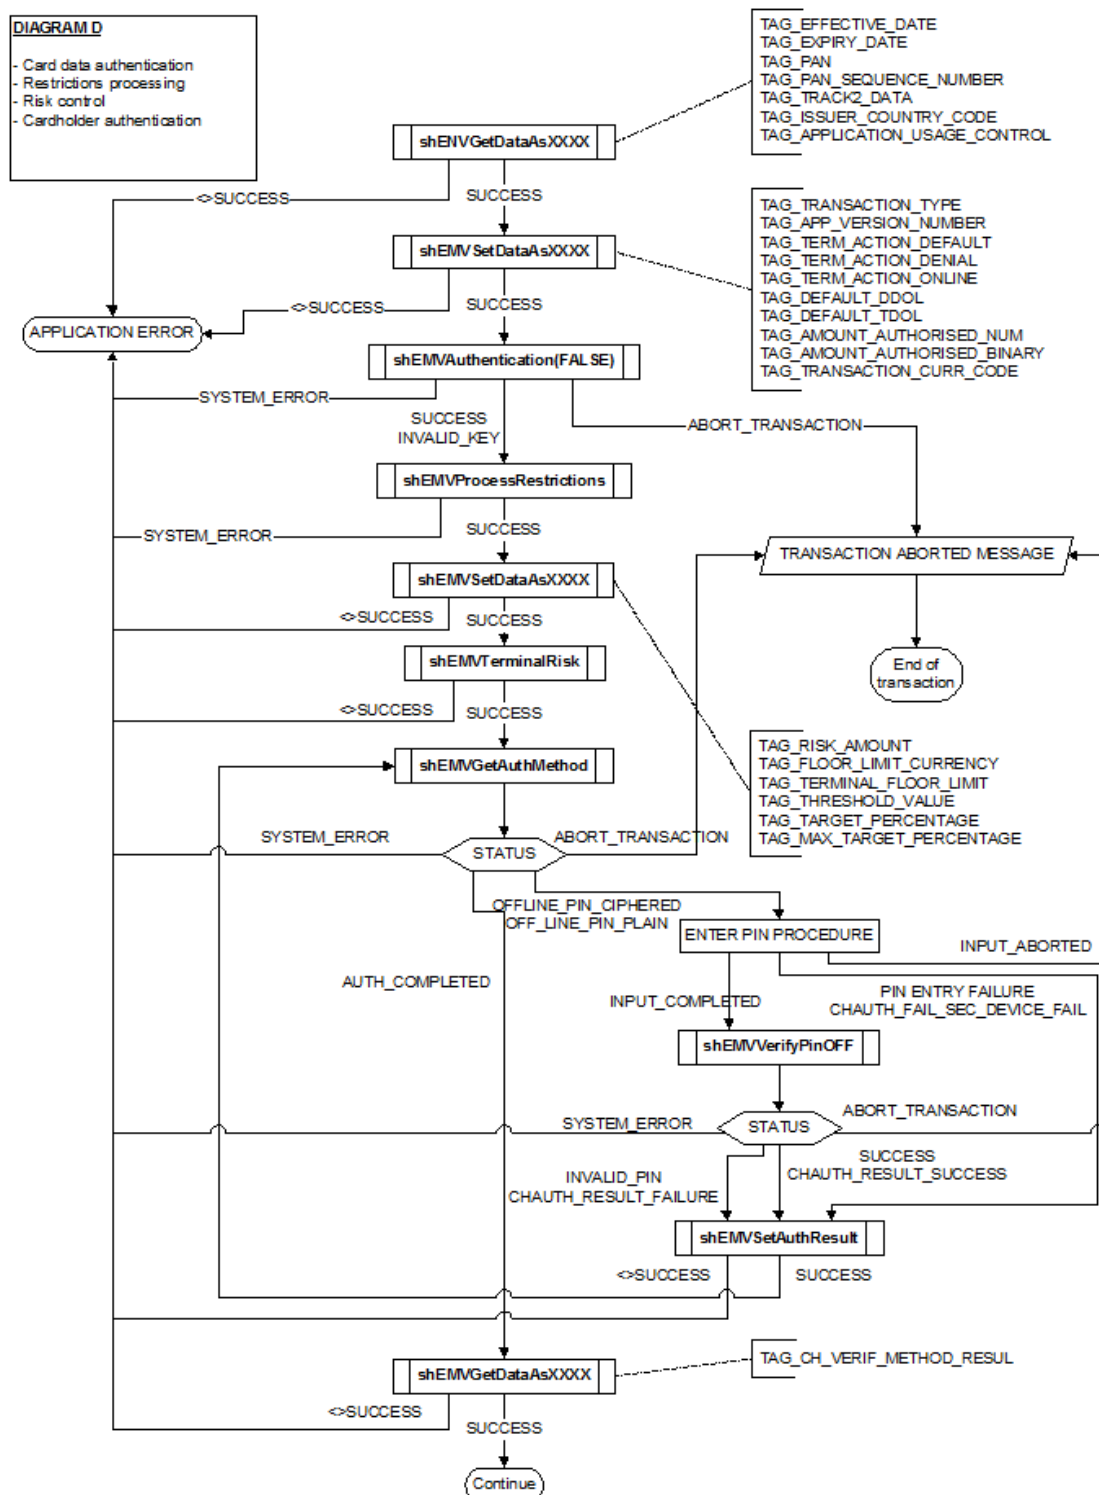 DIAGRAM D
- Card data authentication
- Restrictions processing
- Risk control
- Cardholder authentication
TAG_EFFECTIVE_DATE
TAG_EXPIRY_DATE
TAG_PAN
TAG_PAN_SEQUENCE_NUMBER
TAG_TRACK2_DATA
TAG_ISSUER_COUNTRY_CODE
TAG_APPLICATION_USAGE_CONTROL
shENVGetDataAsXXXX
<>SUCCESS
SUCCESS
TAG_TRANSACTION_TYPE
TAG_APP_VERSION_NUMBER
TAG_TERM_ACTION_DEFAULT
TAG_TERM_ACTION_DENIAL
TAG_TERM_ACTION_ONLINE
TAG_DEFAULT_DDOL
TAG_DEFAULT_TDOL
TAG_AMOUNT_AUTHORISED_NUM
TAG_AMOUNT_AUTHORISED_BINARY
TAG_TRANSACTION_CURR_CODE
shEMVSetDataAsXXXX
<>SUCCESS
SUCCESS
APPLICATION ERROR
shEMVAuthentication(FALSE)
SYSTEM_ERROR
SUCCESS
INVALID_KEY
ABORT_TRANSACTION
shEMVProcessRestrictions
SYSTEM_ERROR
SUCCESS
TRANSACTION ABORTED MESSAGE
shEMVSetDataAsXXXX
<>SUCCESS
SUCCESS
End of
transaction
shEMVTerminalRisk
<>SUCCESS
SUCCESS
TAG_RISK_AMOUNT
TAG_FLOOR_LIMIT_CURRENCY
TAG_TERMINAL_FLOOR_LIMIT
TAG_THRESHOLD_VALUE
TAG_TARGET_PERCENTAGE
TAG_MAX_TARGET_PERCENTAGE
shEMVGetAuthMethod
SYSTEM_ERROR
STATUS
ABORT_TRANSACTION
OFFLINE_PIN_CIPHERED
OFF_LINE_PIN_PLAIN
ENTER PIN PROCEDURE
INPUT_ABORTED
AUTH_COMPLETED
INPUT_COMPLETED
PIN ENTRY FAILURE
CHAUTH_FAIL_SEC_DEVICE_FAIL
shEMVVerifyPinOFF
SYSTEM_ERROR
STATUS
ABORT_TRANSACTION
INVALID_PIN
CHAUTH_RESULT_FAILURE
SUCCESS
CHAUTH_RESULT_SUCCESS
shEMVSetAuthResult
<>SUCCESS
SUCCESS
shEMVGetDataAsXXXX
TAG_CH_VERIF_METHOD_RESUL
<>SUCCESS
SUCCESS
Continue